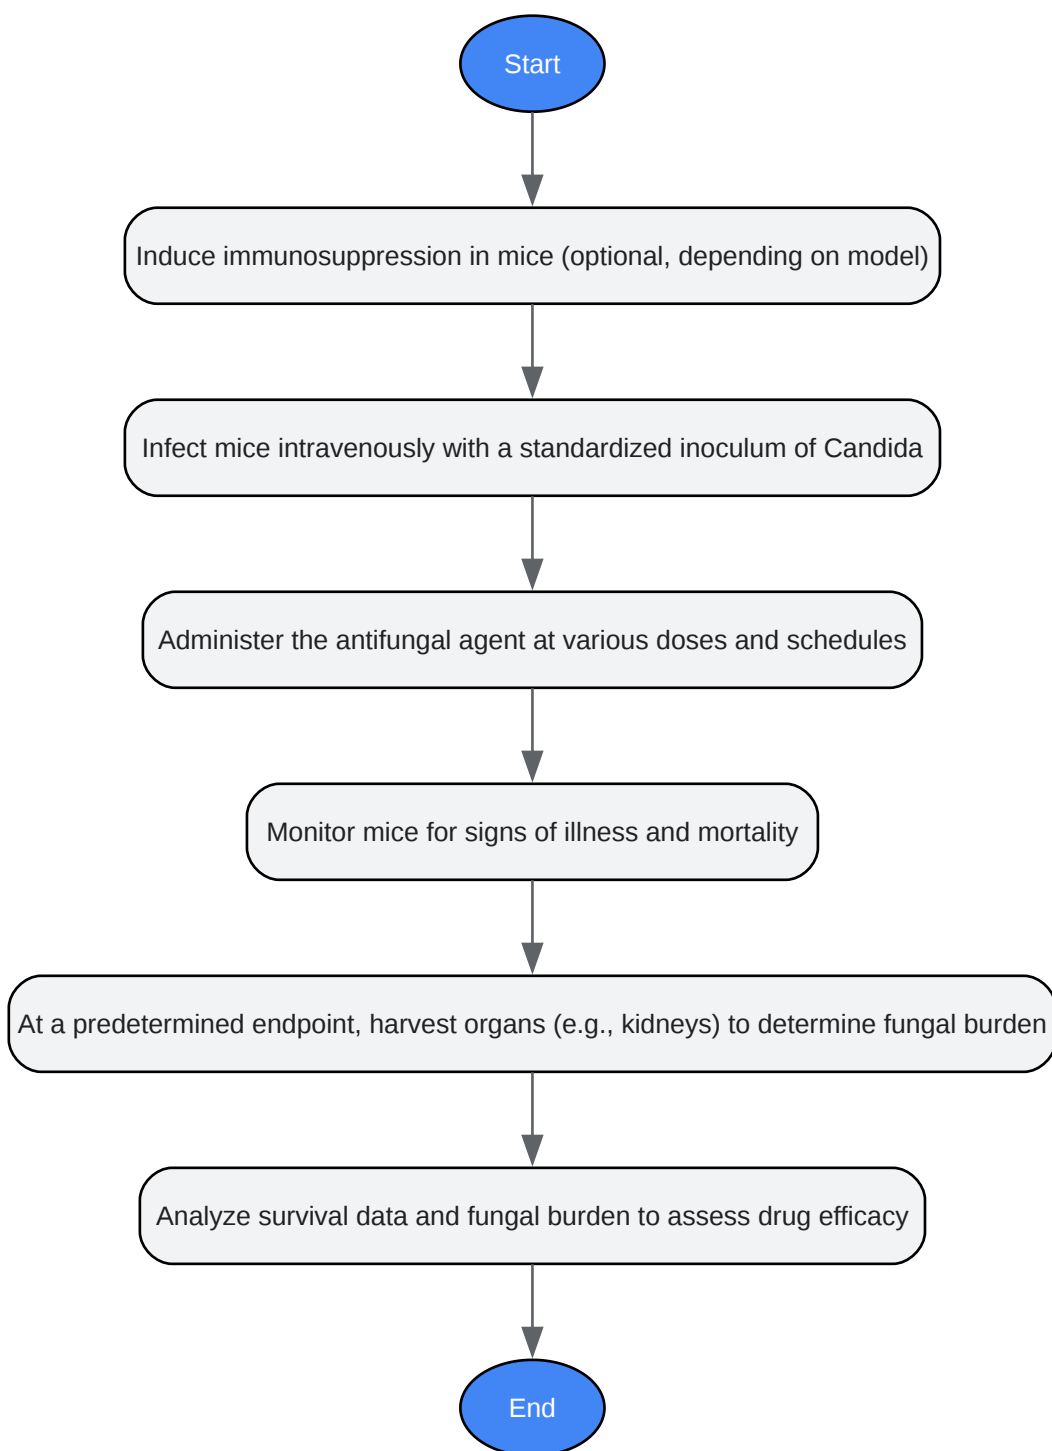 Start
Induce immunosuppression in mice (optional, depending on model)
Infect mice intravenously with a standardized inoculum of Candida
Administer the antifungal agent at various doses and schedules
Monitor mice for signs of illness and mortality
At a predetermined endpoint, harvest organs (e.g., kidneys) to determine fungal burden
Analyze survival data and fungal burden to assess drug efficacy
End